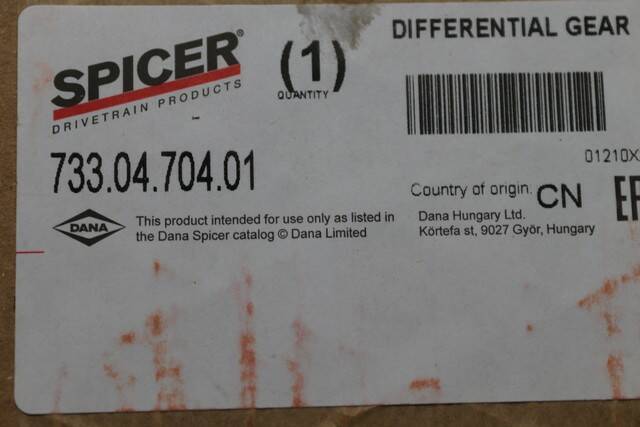 SPICER®
DRIVETRAIN PRODUCTS
(1)
QUANTITY
DIFFERENTIAL GEAR
01210X
733.04.704.01
Country of origin: CN
DANA
This product intended for use only as listed in
the Dana Spicer catalog © Dana Limited
Dana Hungary Ltd.
Körtefa st, 9027 Győr, Hungary